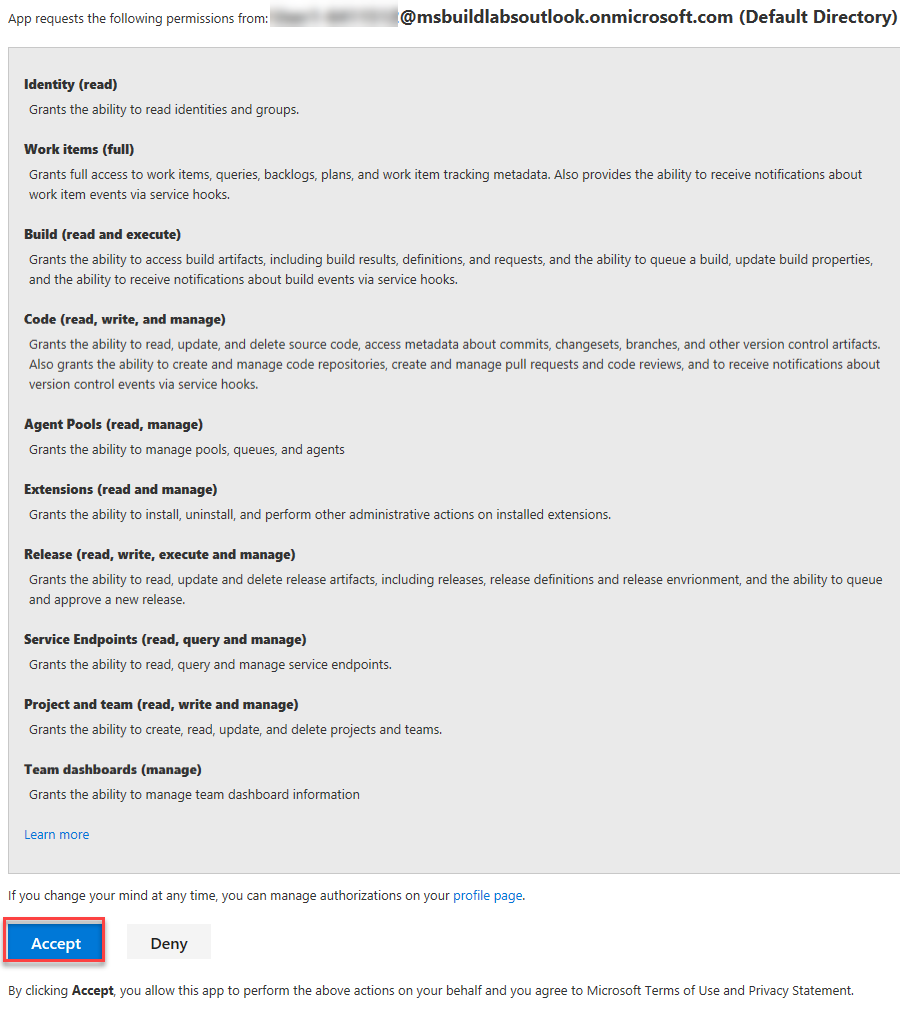 App requests the following permissions from: @msbuildlabsoutlook.onmicrosoft.com (Default Directory)
Identity (read)
Grants the ability to read identities and groups.
Work items (full)
Grants full access to work items, queries, backlogs, plans, and work item tracking metadata. Also provides the ability to receive notifications about
work item events via service hooks.
Build (read and execute)
Grants the ability to access build artifacts, including build results, definitions, and requests, and the ability to queue a build, update build properties,
and the ability to receive notifications about build events via service hooks.
Code (read, write, and manage)
Grants the ability to read, update, and delete source code, access metadata about commits, changesets, branches, and other version control artifacts.
Also grants the ability to create and manage code repositories, create and manage pull requests and code reviews, and to receive notifications about
version control events via service hooks.
Agent Pools (read, manage)
Grants the ability to manage pools, queues, and agents
Extensions (read and manage)
Grants the ability to install, uninstall, and perform other administrative actions on installed extensions.
Release (read, write, execute and manage)
Grants the ability to read, update and delete release artifacts, including releases, release definitions and release envrionment, and the ability to queue
and approve a new release.
Service Endpoints (read, query and manage)
Grants the ability to read, query and manage service endpoints.
Project and team (read, write and manage)
Grants the ability to create, read, update, and delete projects and teams.
Team dashboards (manage)
Grants the ability to manage team dashboard information
Learn more
If you change your mind at any time, you can manage authorizations on your profile page.
Accept Deny
By clicking Accept, you allow this app to perform the above actions on your behalf and you agree to Microsoft Terms of Use and Privacy Statement.